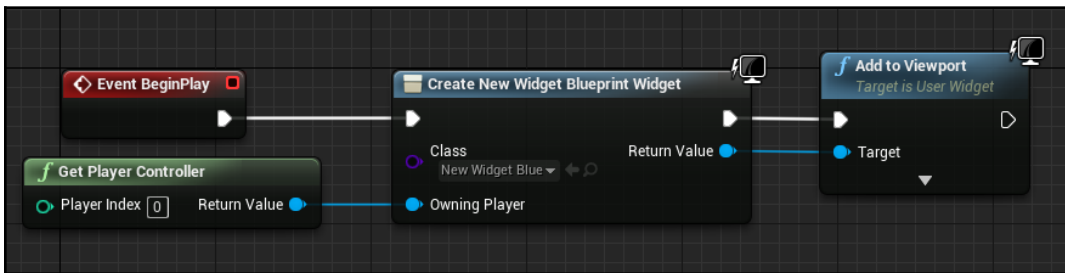 Event BeginPlay
Create New Widget Blueprint Widget
f Add to Viewport
Target is User Widget
Class
New Widget Blue
Return Value
Target
f Get Player Controller
Player Index 0
Return Value
Owning Player